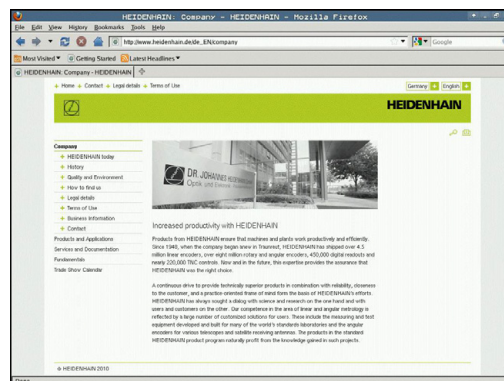 HEIDENHAIN: Company - HEIDENHAIN - Mozilla Firefox
File Edit View History Bookmarks Tools Help
http://www.heidenhain.de/de_EN/company
Google
Most Visited Getting Started Latest Headlines
HEIDENHAIN: Company - HEIDENHAIN
Home Contact Legal details Terms of Use
Germany English
HEIDENHAIN
Company
HEIDENHAIN today
History
Quality and Environment
How to find us
Legal details
Terms of Use
Business Information
Contact
Products and Applications
Services and Documentation
Fundamentals
Trade Show Calendar
DR. JOHANNES HEIDENHAIN
Optik und Elektronik
Increased productivity with HEIDENHAIN
Products from HEIDENHAIN ensure that machines and plants work productively and efficiently.
Since 1948, when the company began anew in Traunreut, HEIDENHAIN has shipped over 4.3
million linear encoders, over eight million rotary and angular encoders, 450,000 digital readouts and
nearly 220,000 TNC controls. Now and in the future, this expertise provides the assurance that
HEIDENHAIN was the right choice.
A continuous drive to provide technically superior products in combination with reliability, closeness
to the customer, and a practice-oriented frame of mind form the basis of HEIDENHAIN's efforts.
HEIDENHAIN has always sought a dialog with science and research on the one hand and with
users and customers on the other. Our competence in the area of linear and angular metrology is
reflected by a large number of customized solutions for users. These include the measuring and test
equipment developed and built for many of the world's standards laboratories and the angular
encoders for various telescopes and satellite receiving antennas. The products in the standard
HEIDENHAIN product program naturally profit from the knowledge gained in such projects.
© HEIDENHAIN 2010
Done